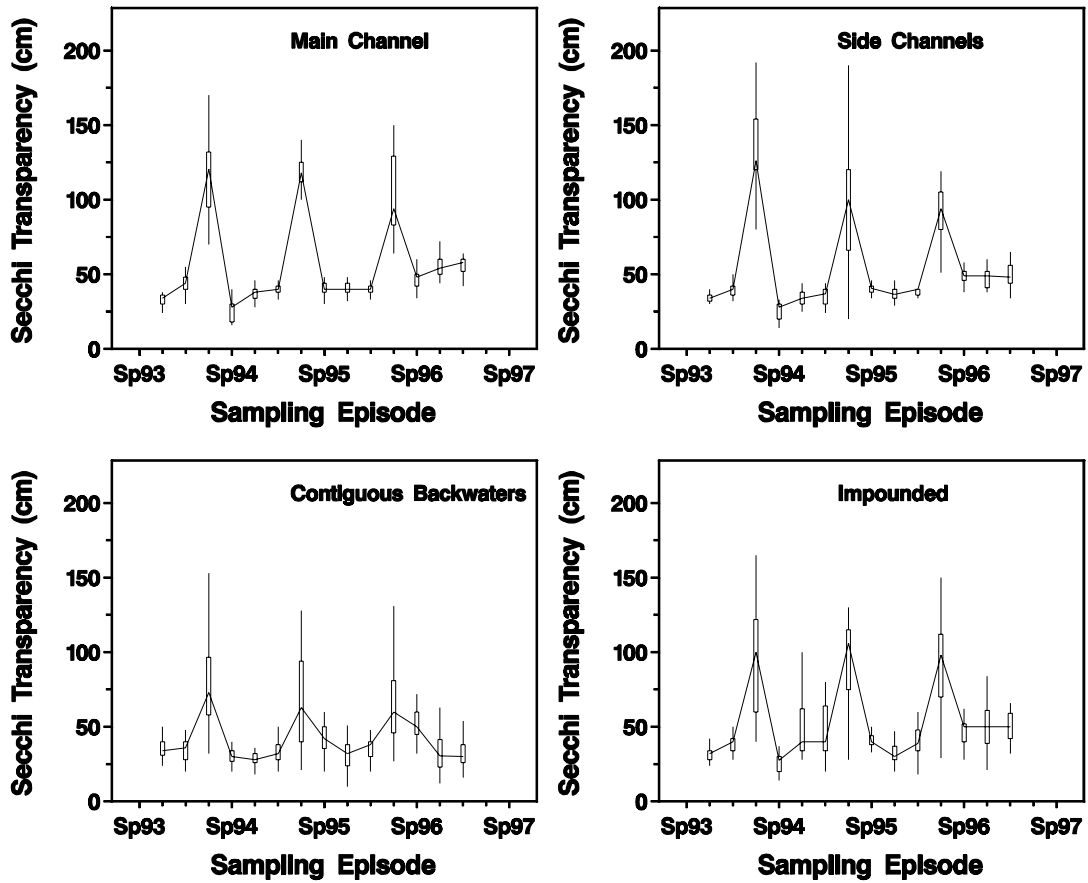 Main Channel
Secchi Transparency (cm)
200
150
100
50
0
Sp93 Sp94 Sp95 Sp96 Sp97
Sampling Episode
Side Channels
Secchi Transparency (cm)
200
150
100
50
0
Sp93 Sp94 Sp95 Sp96 Sp97
Sampling Episode
Contiguous Backwaters
Secchi Transparency (cm)
200
150
100
50
0
Sp93 Sp94 Sp95 Sp96 Sp97
Sampling Episode
Impounded
Secchi Transparency (cm)
200
150
100
50
0
Sp93 Sp94 Sp95 Sp96 Sp97
Sampling Episode